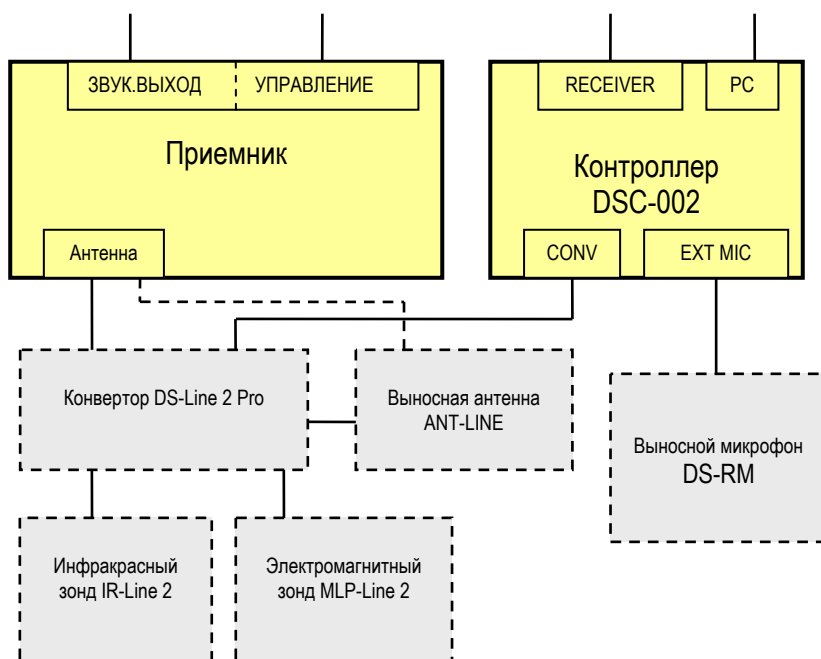 ЗВУК.ВЫХОД
УПРАВЛЕНИЕ
RECEIVER
PC
Приемник
Контроллер
DSC-002
Антенна
CONV
EXT MIC
Конвертор DS-Line 2 Pro
Выносная антенна
ANT-LINE
Выносной микрофон
DS-RM
Инфракрасный
зонд IR-Line 2
Электромагнитный
зонд MLP-Line 2